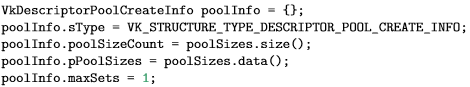 VkDescriptorPoolCreateInfo poolInfo = {};
poolInfo.sType = VK_STRUCTURE_TYPE_DESCRIPTOR_POOL_CREATE_INFO;
poolInfo.poolSizeCount = poolSizes.size();
poolInfo.pPoolSizes = poolSizes.data();
poolInfo.maxSets = 1;